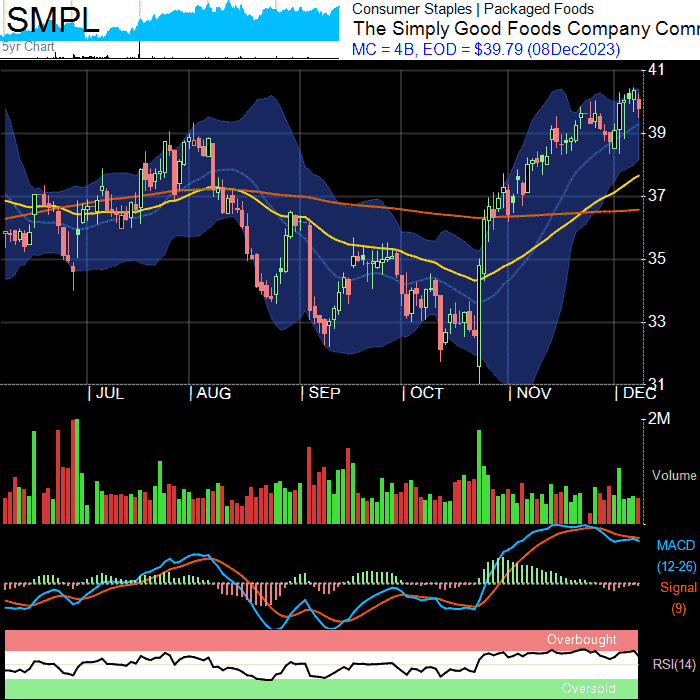 SMPL
5yr Chart
Consumer Staples | Packaged Foods
The Simply Good Foods Company Comm
MC = 4B, EOD = $39.79 (08Dec2023)
41
39
37
35
33
31
| JUL | AUG | SEP | OCT | NOV | DEC
2M
Volume
MACD
(12-26)
Signal
(9)
Overbought
RSI(14)
Oversold